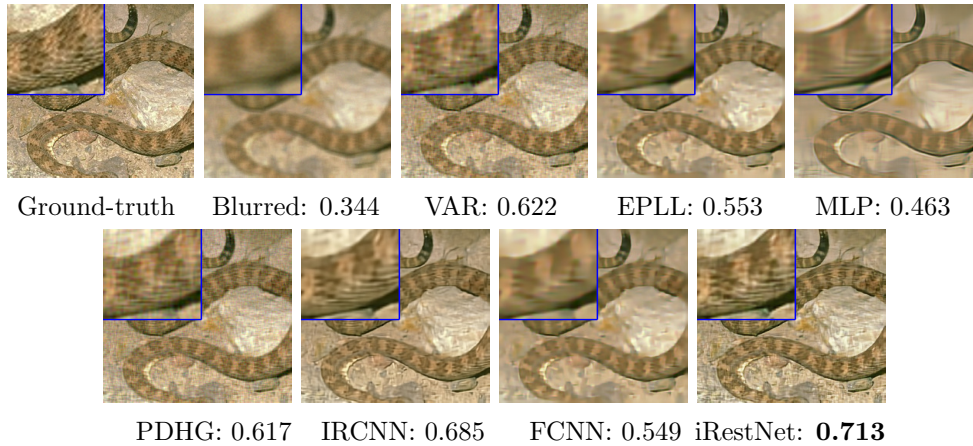 Ground-truth Blurred: 0.344 VAR: 0.622 EPLL: 0.553 MLP: 0.463
PDHG: 0.617 IRCNN: 0.685 FCNN: 0.549 iRestNet: 0.713